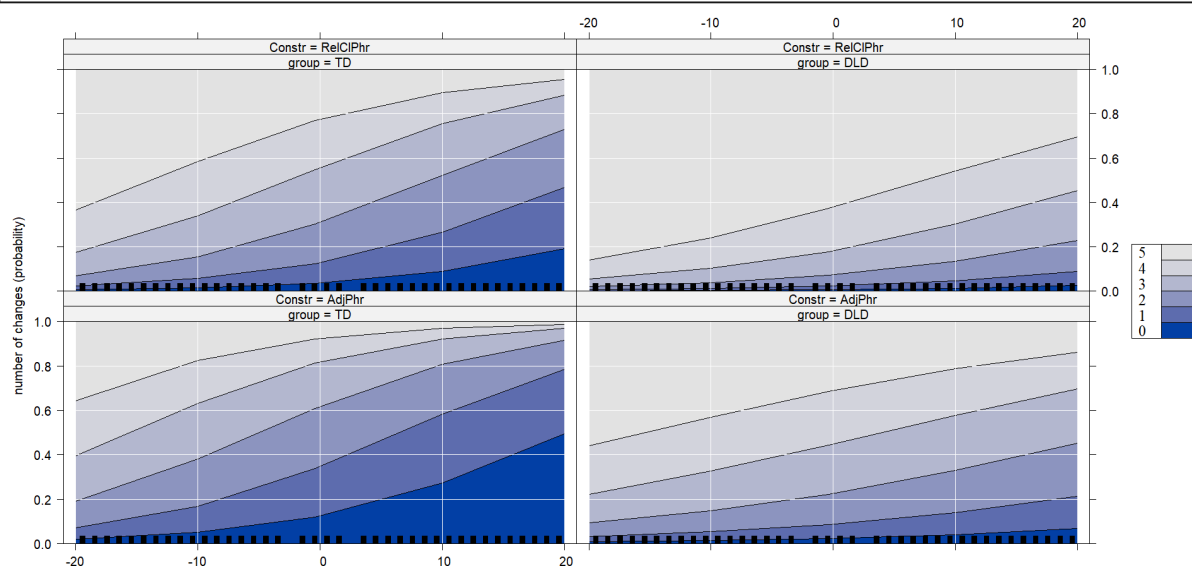 -20 -10 0 10 20
Constr = RelClPhr Constr = RelClPhr
group = TD group = DLD
1.0
0.8
0.6
0.4
0.2
0.0
number of changes (probability)
5
4
3
2
1
0
Constr = AdjPhr Constr = AdjPhr
group = TD group = DLD
1.0
0.8
0.6
0.4
0.2
0.0
-20 -10 0 10 20